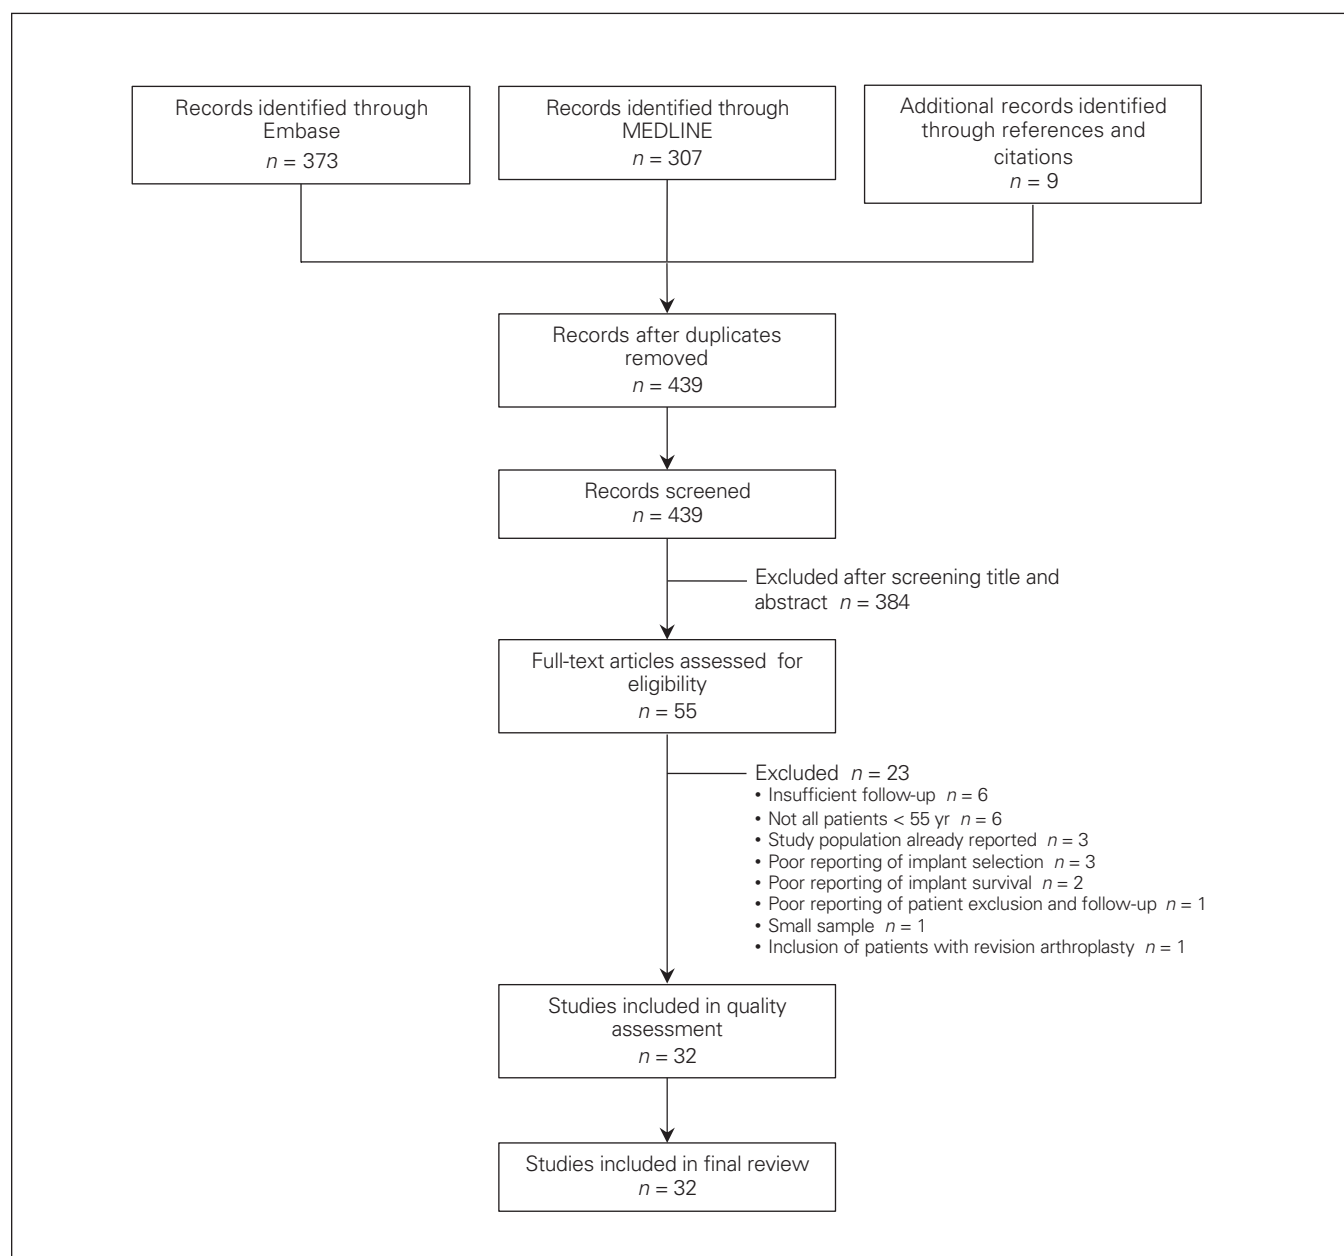 Records identified through
Embase
n = 373
Records identified through
MEDLINE
n = 307
Additional records identified
through references and
citations
n = 9
Records after duplicates
removed
n = 439
Records screened
n = 439
Excluded after screening title and
abstract n = 384
Full-text articles assessed for
eligibility
n = 55
Excluded n = 23
• Insufficient follow-up n = 6
• Not all patients < 55 yr n = 6
• Study population already reported n = 3
• Poor reporting of implant selection n = 3
• Poor reporting of implant survival n = 2
• Poor reporting of patient exclusion and follow-up n = 1
• Small sample n = 1
• Inclusion of patients with revision arthroplasty n = 1
Studies included in quality
assessment
n = 32
Studies included in final review
n = 32